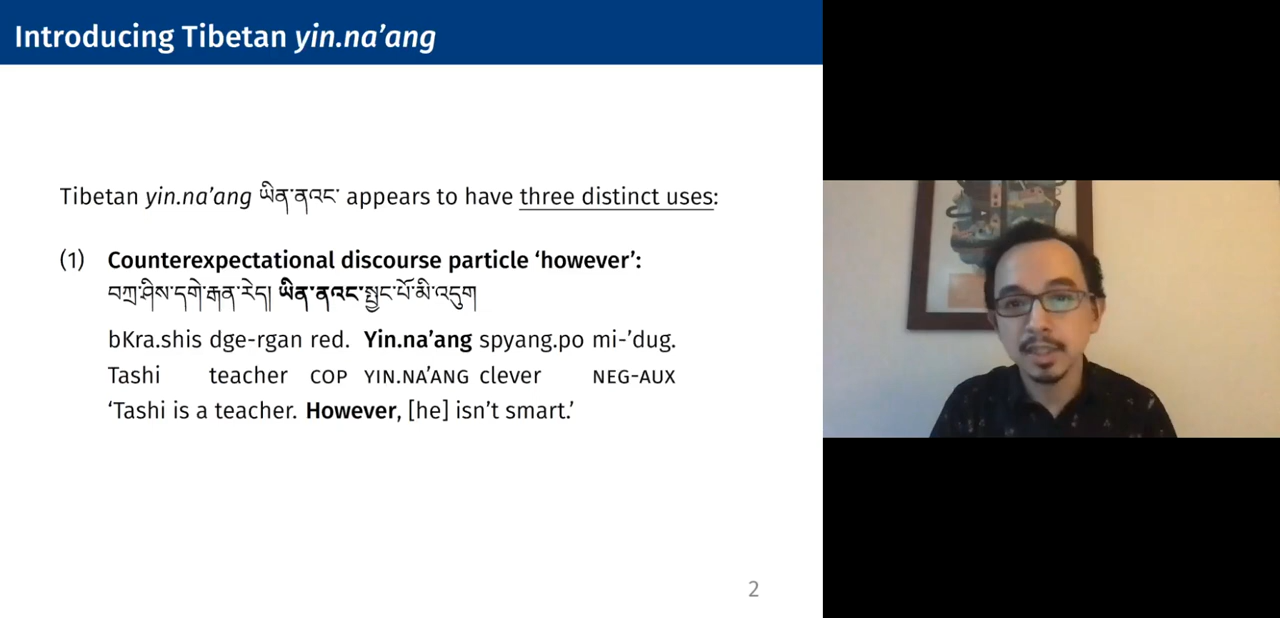 Introducing Tibetan yin.na’ang
Tibetan yin.na’ang ཡིན་ནའང་ appears to have three distinct uses:
(1) Counterexpectational discourse particle ‘however’:
བཀྲ་ཤིས་དགེ་རྒན་རེད། ཡིན་ནའང་སྤྱང་པོ་མི་འདུག
bKra.shis dge-rgan red. Yin.na’ang spyang.po mi-’dug.
Tashi teacher COP YIN.NA’ANG clever NEG-AUX
‘Tashi is a teacher. However, [he] isn’t smart.’
2